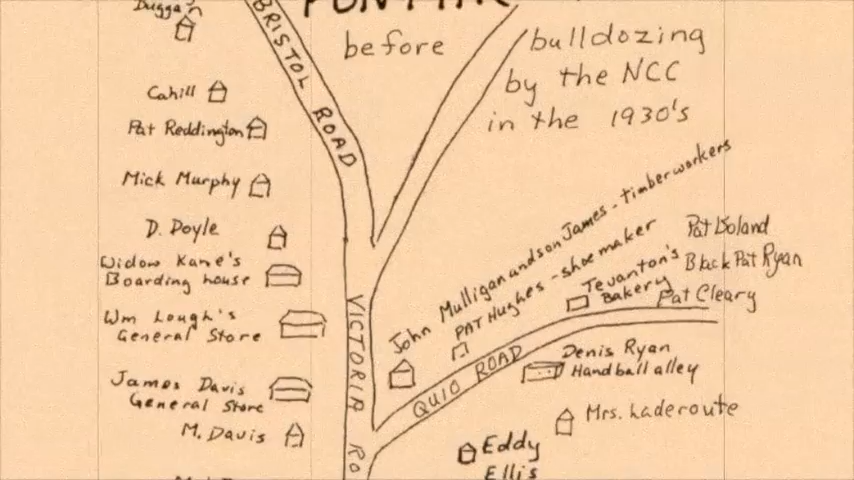 Duggan
PONTIAC
before
bulldozing
by the NCC
in the 1930's
BRISTOL ROAD
Cahill
Pat Reddington
Mick Murphy
D. Doyle
Widow Kane's
Boarding house
Wm Lough's
General Store
James Davis
General Store
M. Davis
VICTORIA RO
John Mulligan and son James - timberworkers
PAT Hughes - shoemaker
Tevanton's
Bakery
Pat Boland
Black Pat Ryan
Pat Cleary
QUIO ROAD
Denis Ryan
Handball alley
Mrs. Laderoute
Eddy
Ellis